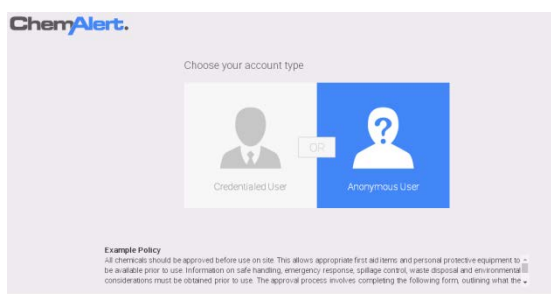 ChemAlert.
Choose your account type
?
OR
Credentialed User
Anonymous User
Example Policy
All chemicals should be approved before use on site. This allows appropriate first aid items and personal protective equipment to
be available prior to use. Information on safe handling, emergency response, spillage control, waste disposal and environmental
considerations must be obtained prior to use. The approval process involves completing the following form, outlining what the